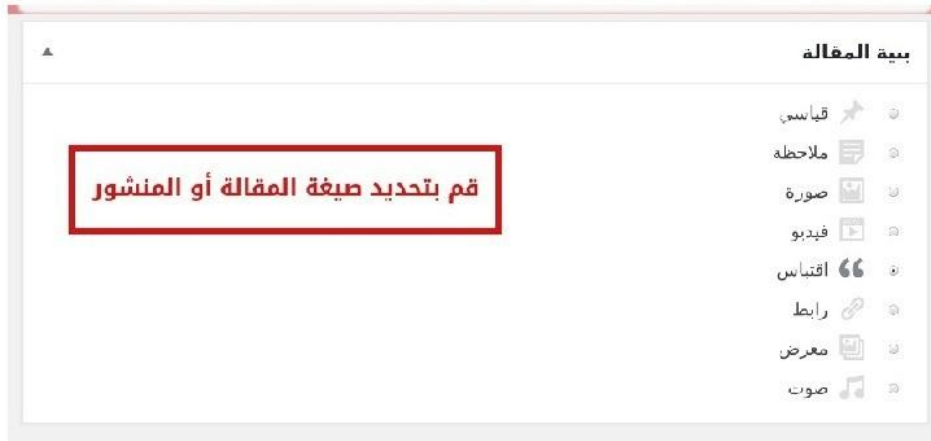 بنية المقالة
قياسي
ملاحظة
قم بتحديد صيغة المقالة أو المنشور
صورة
فيديو
اقتباس
رابط
معرض
صوت